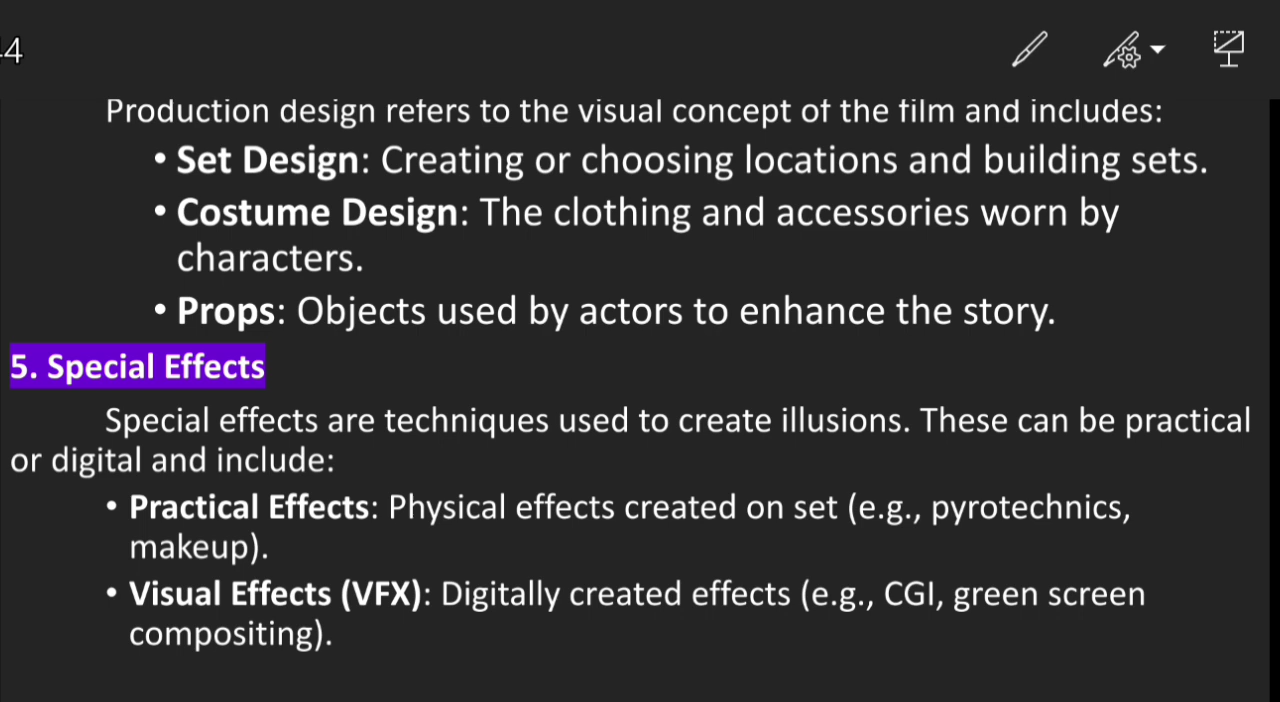 44
Production design refers to the visual concept of the film and includes:
• Set Design: Creating or choosing locations and building sets.
• Costume Design: The clothing and accessories worn by
characters.
• Props: Objects used by actors to enhance the story.
5. Special Effects
Special effects are techniques used to create illusions. These can be practical
or digital and include:
• Practical Effects: Physical effects created on set (e.g., pyrotechnics,
makeup).
• Visual Effects (VFX): Digitally created effects (e.g., CGI, green screen
compositing).